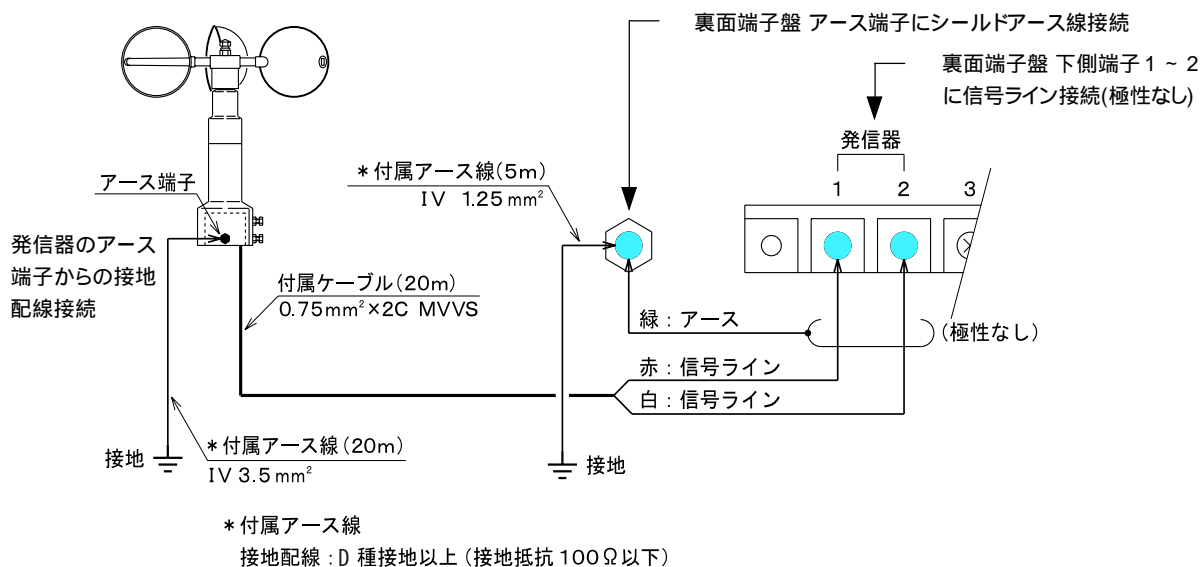 裏面端子盤 アース端子にシールドアース線接続
裏面端子盤 下側端子1 ~ 2
に信号ライン接続(極性なし)
発信器
1 2 3
*付属アース線(5m)
IV 1.25mm²
アース端子
発信器のアース
端子からの接地
配線接続
付属ケーブル(20m)
0.75mm²×2C MVVS
緑:アース
(極性なし)
赤:信号ライン
白:信号ライン
*付属アース線(20m)
IV 3.5mm²
接地
接地
*付属アース線
接地配線:D 種接地以上(接地抵抗100Ω以下)